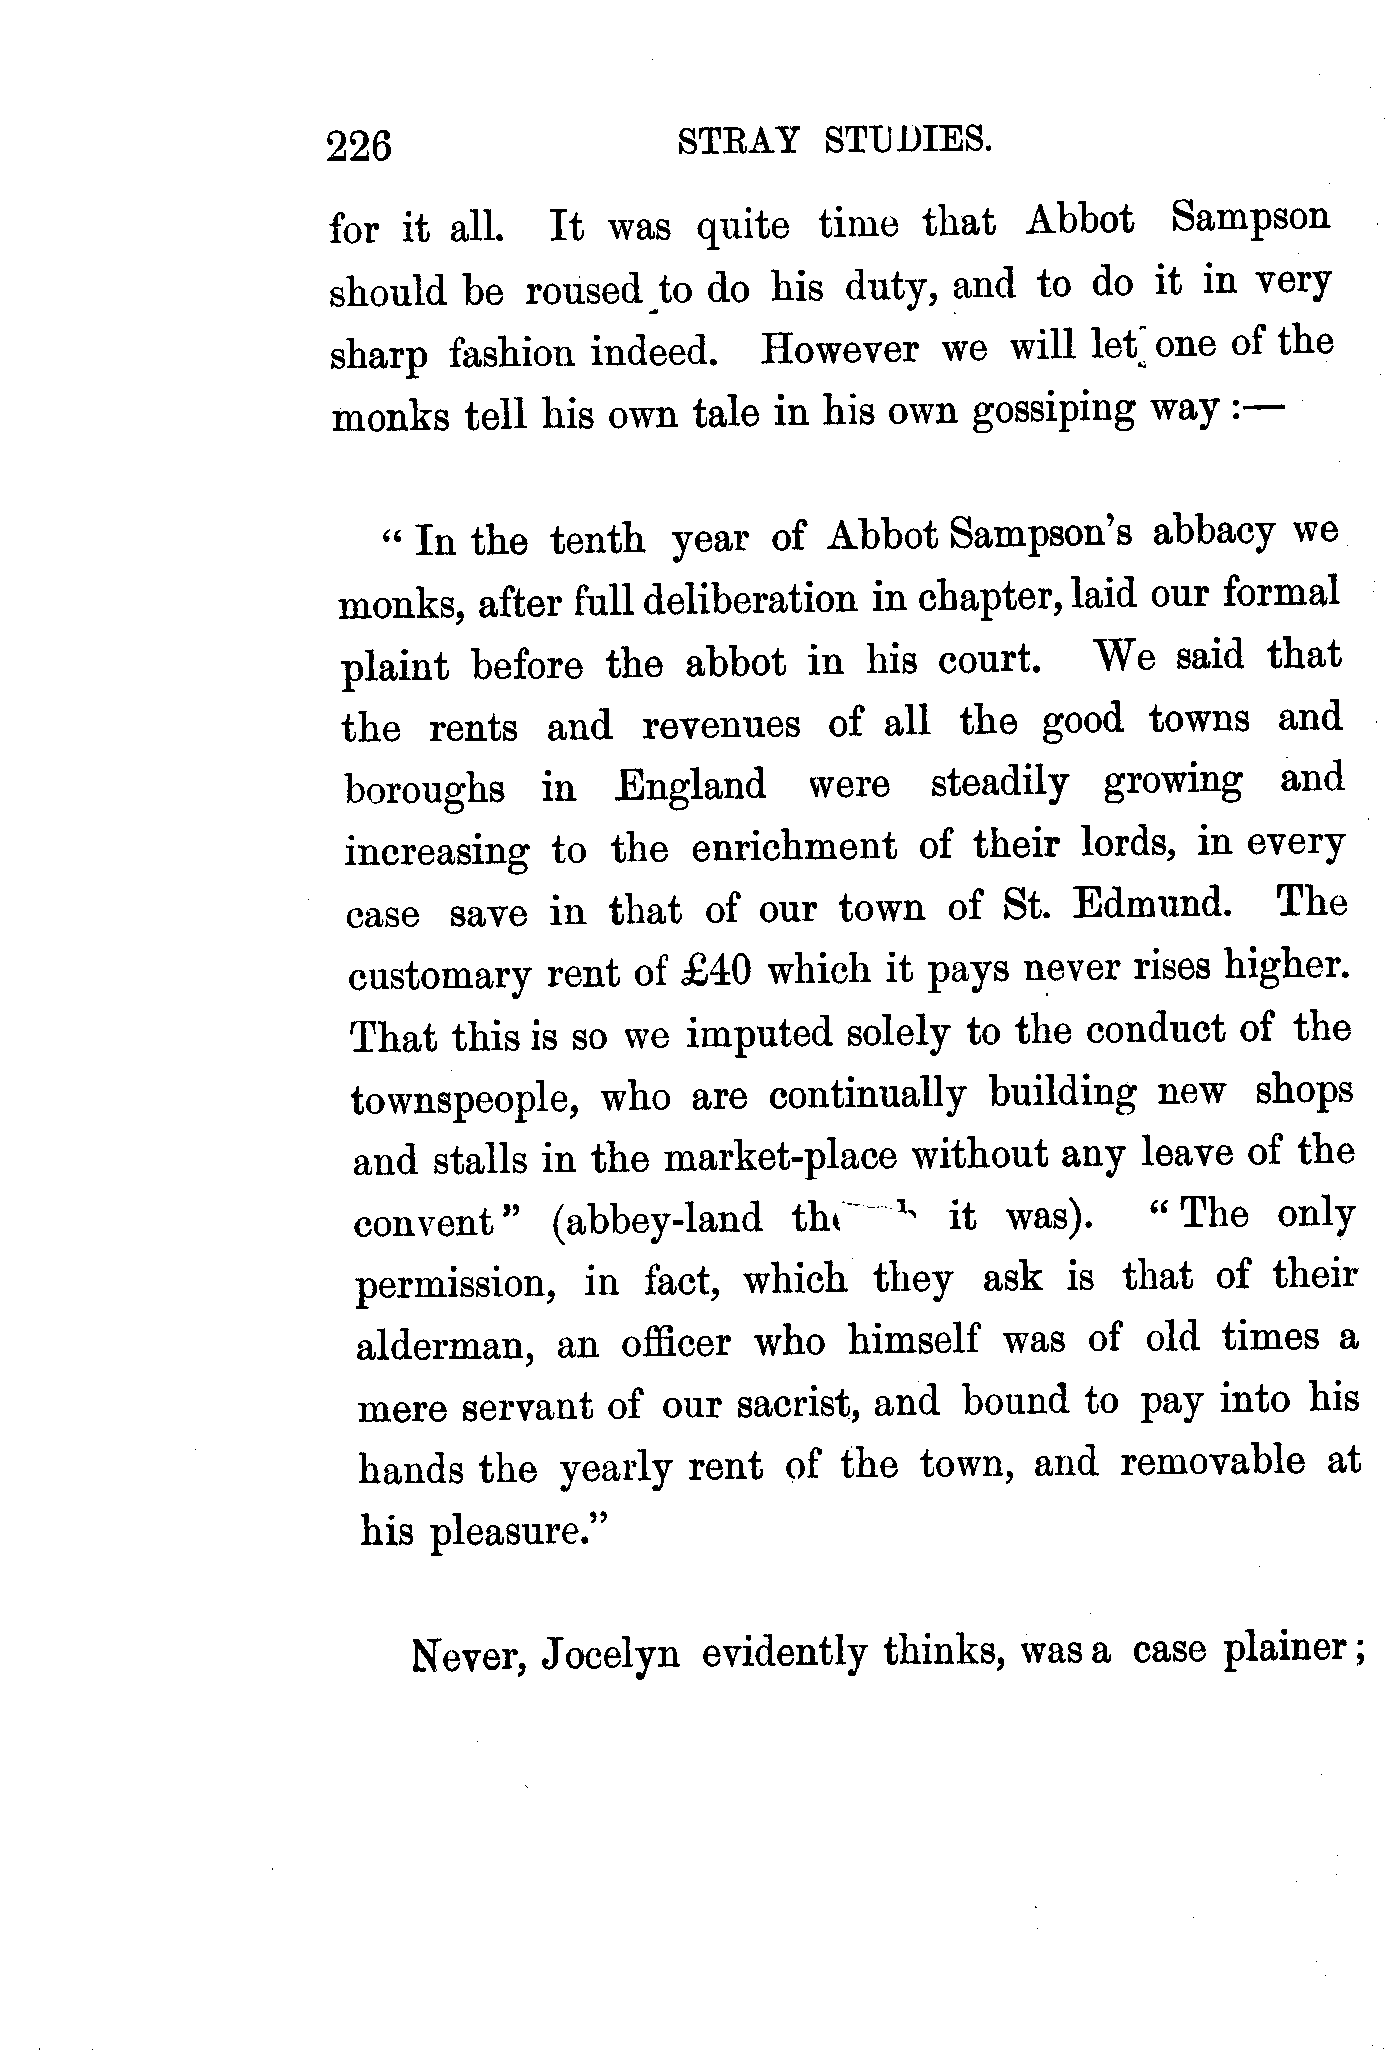 226 STRAY STUDIES.
for it all. It was quite time that Abbot Sampson
should be roused to do his duty, and to do it in very
sharp fashion indeed. However we will let one of the
monks tell his own tale in his own gossiping way :—
“ In the tenth year of Abbot Sampson’s abbacy we
monks, after full deliberation in chapter, laid our formal
plaint before the abbot in his court. We said that
the rents and revenues of all the good towns and
boroughs in England were steadily growing and
increasing to the enrichment of their lords, in every
case save in that of our town of St. Edmund. The
customary rent of £40 which it pays never rises higher.
That this is so we imputed solely to the conduct of the
townspeople, who are continually building new shops
and stalls in the market-place without any leave of the
convent ” (abbey-land it was). “ The only
permission, in fact, which they ask is that of their
alderman, an officer who himself was of old times a
mere servant of our sacrist, and bound to pay into his
hands the yearly rent of the town, and removable at
his pleasure.”
Never, Jocelyn evidently thinks, was a case plainer ;